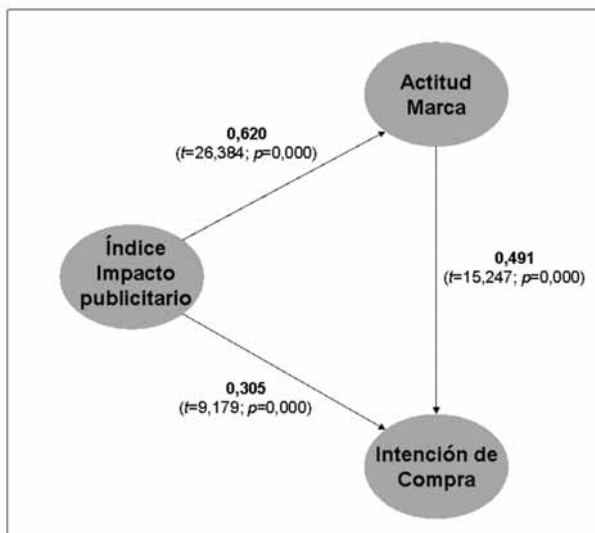 Actitud
Marca
0,620
(t=26,384; p=0,000)
Índice
Impacto
publicitario
0,491
(t=15,247; p=0,000)
0,305
(t=9,179; p=0,000)
Intención de
Compra